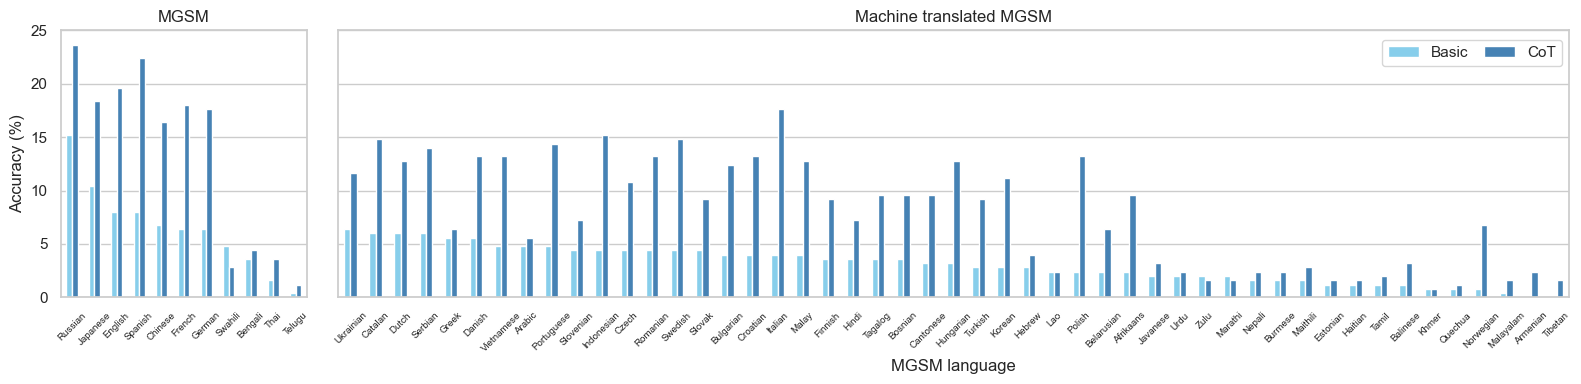 MGSM
Machine translated MGSM
Accuracy (%)
25
20
15
10
5
0
Basic
CoT
Russian
Japanese
English
Spanish
Chinese
French
German
Swahili
Bengali
Thai
Telugu
Ukrainian
Catalan
Dutch
Serbian
Greek
Danish
Vietnamese
Arabic
Portuguese
Slovenian
Indonesian
Czech
Romanian
Swedish
Slovak
Bulgarian
Croatian
Italian
Malay
Finnish
Hindi
Tagalog
Bosnian
Cantonese
Hungarian
Turkish
Korean
Hebrew
Lao
Polish
Belarusian
Afrikaans
Javanese
Urdu
Zulu
Marathi
Nepali
Burmese
Maithili
Estonian
Haitian
Tamil
Balinese
Khmer
Quechua
Norwegian
Malayalam
Armenian
Tibetan
MGSM language